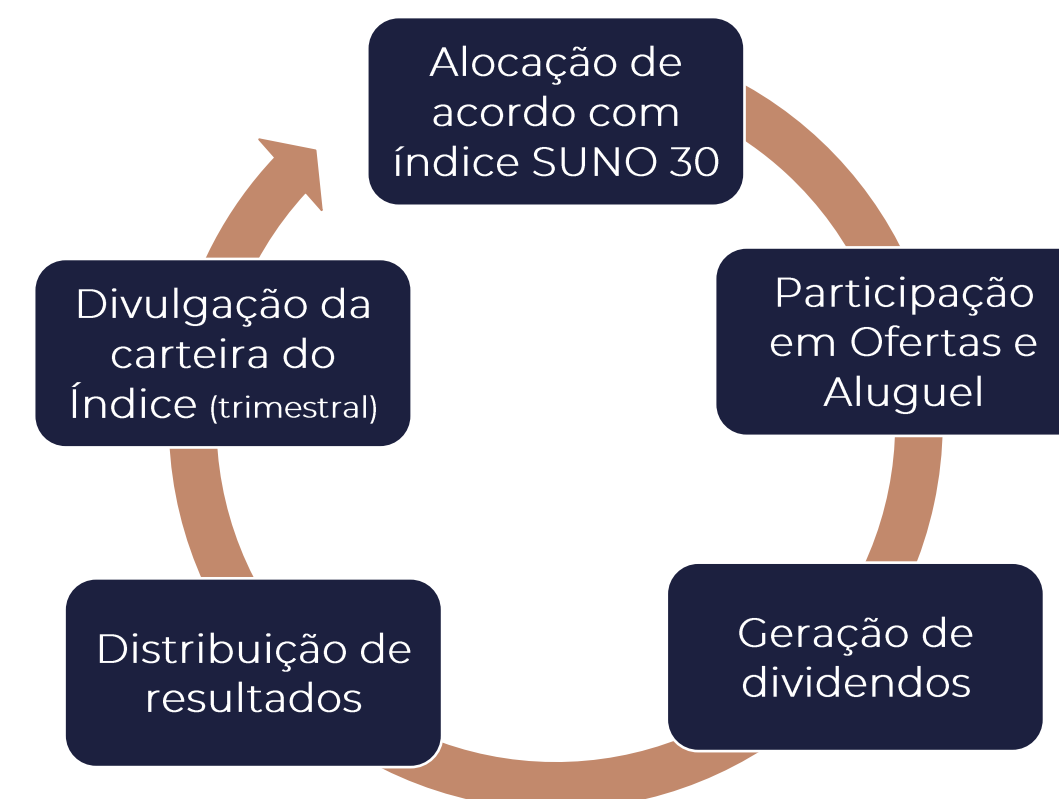 Alocação de
acordo com
índice SUNO 30
Participação
em Ofertas e
Aluguel
Geração de
dividendos
Distribuição de
resultados
Divulgação da
carteira do
Índice (trimestral)